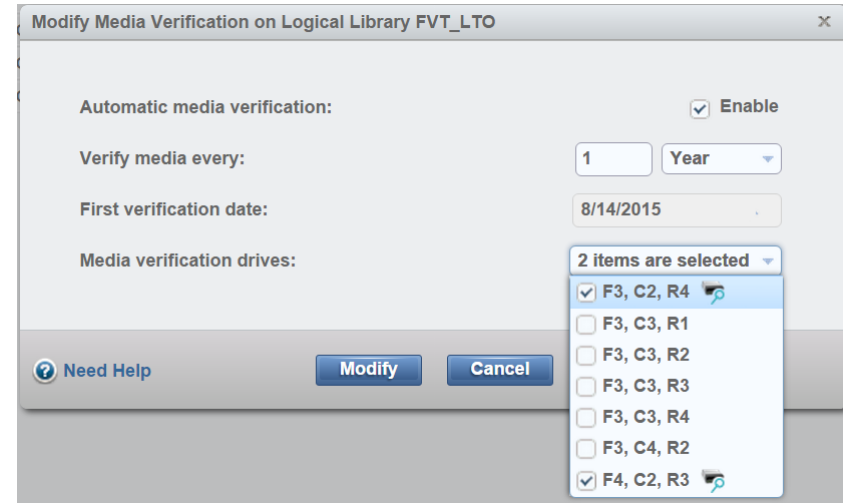 Modify Media Verification on Logical Library FVT_LTO x
Automatic media verification: Enable
Verify media every: 1 Year
First verification date: 8/14/2015
Media verification drives: 2 items are selected
F3, C2, R4
F3, C3, R1
F3, C3, R2
F3, C3, R3
F3, C3, R4
F3, C4, R2
F4, C2, R3
? Need Help Modify Cancel